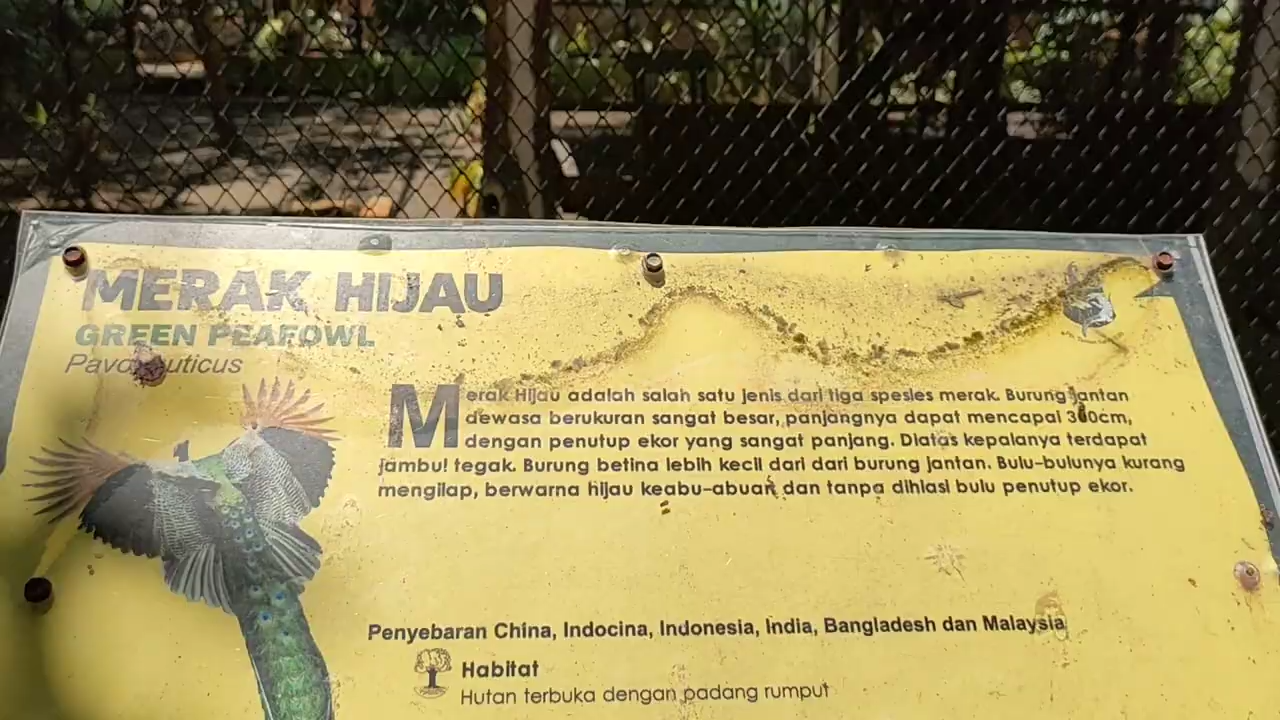 MERAK HIJAU
GREEN PEAFOWL
Merak Hijau adalah salah satu jenis dari tiga spesies merak. Burung jantan
dewasa berukuran sangat besar, panjangnya dapat mencapai 300cm,
dengan penutup ekor yang sangat panjang. Diatas kepalanya terdapat
jambul tegak. Burung betina lebih kecil dari dari burung jantan. Bulu-bulunya kurang
mengilap, berwarna hijau keabu-abuan dan tanpa dihiasi bulu penutup ekor.
Penyebaran China, Indocina, Indonesia, India, Bangladesh dan Malaysia
Habitat
Hutan terbuka dengan padang rumput